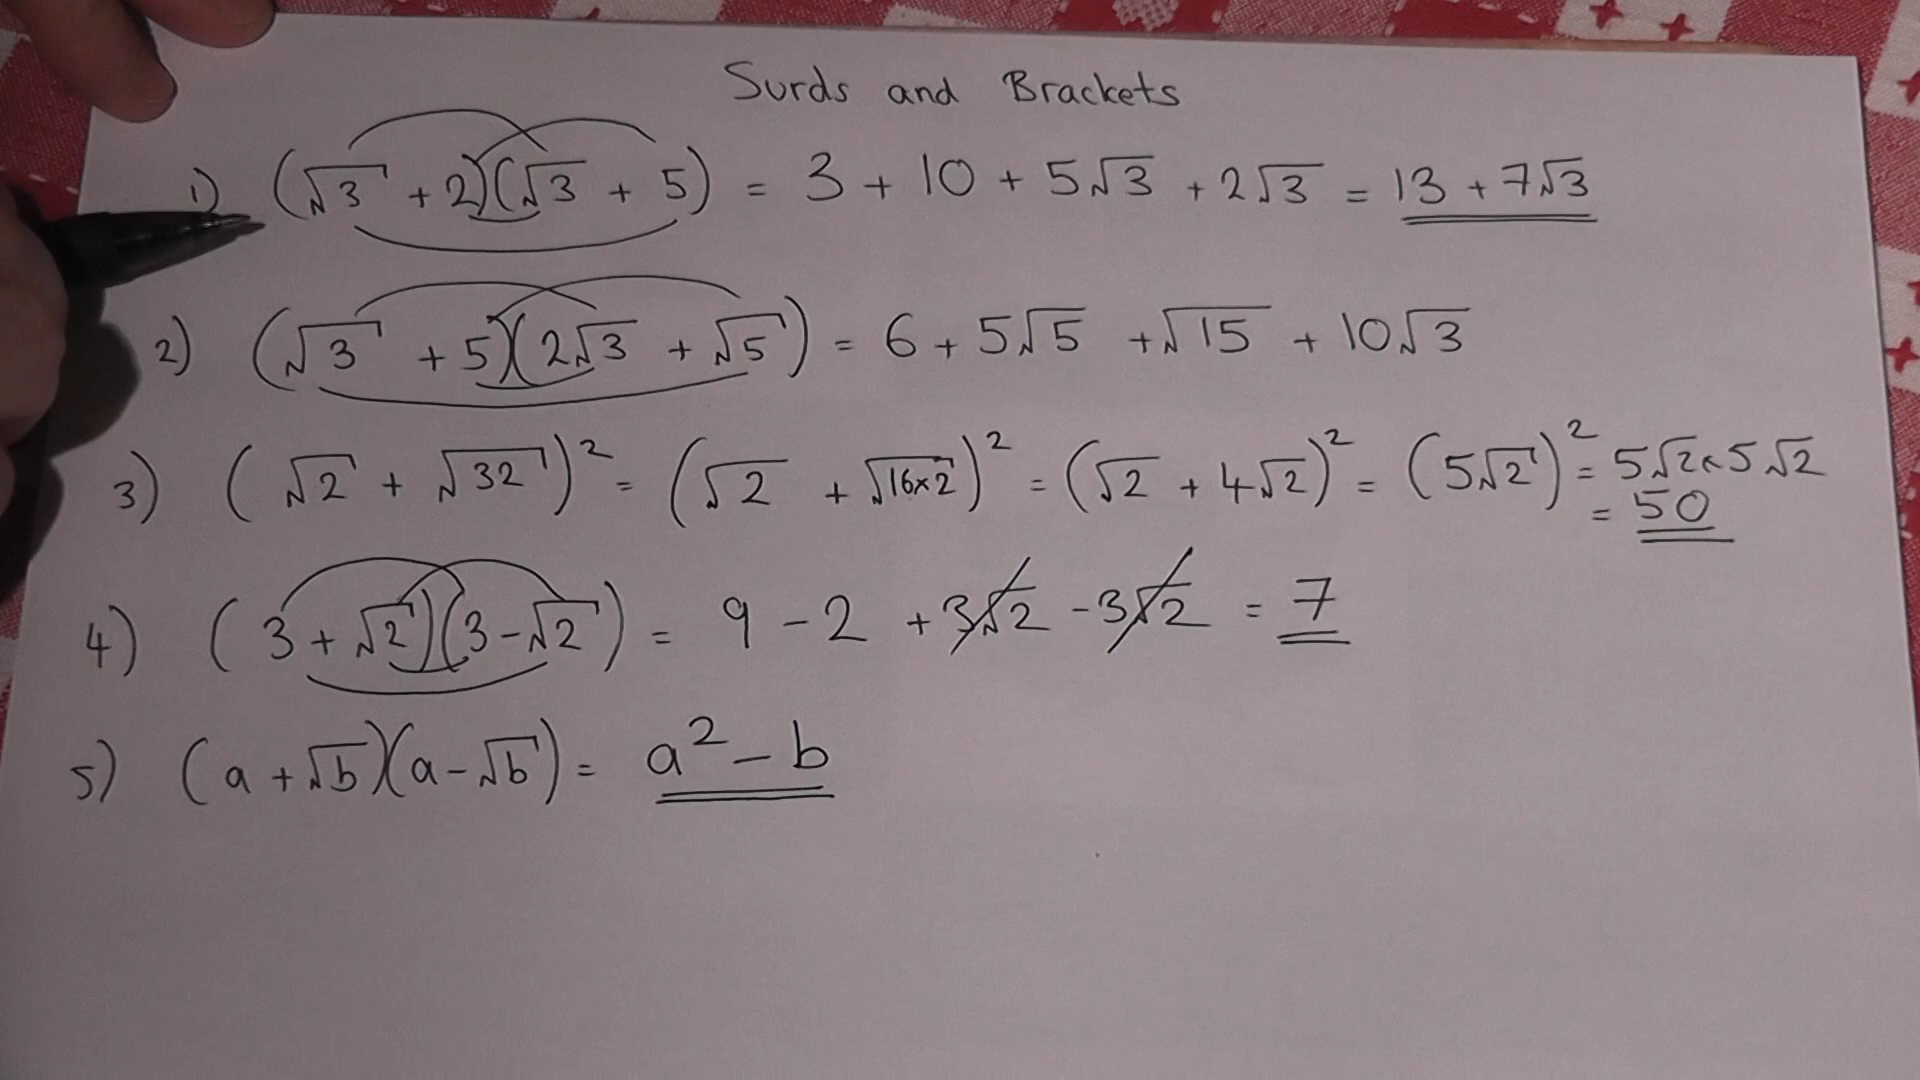 Surds and Brackets
1) (√3 + 2)(√3 + 5) = 3 + 10 + 5√3 + 2√3 = 13 + 7√3
2) (√3 + 5)(2√3 + √5) = 6 + 5√5 + √15 + 10√3
3) (√2 + √32)² = (√2 + √16×2)² = (√2 + 4√2)² = (5√2)² = 5√2 × 5√2
= 50
4) (3 + √2)(3 - √2) = 9 - 2 + 3√2 - 3√2 = 7
5) (a + √b)(a - √b) = a² - b